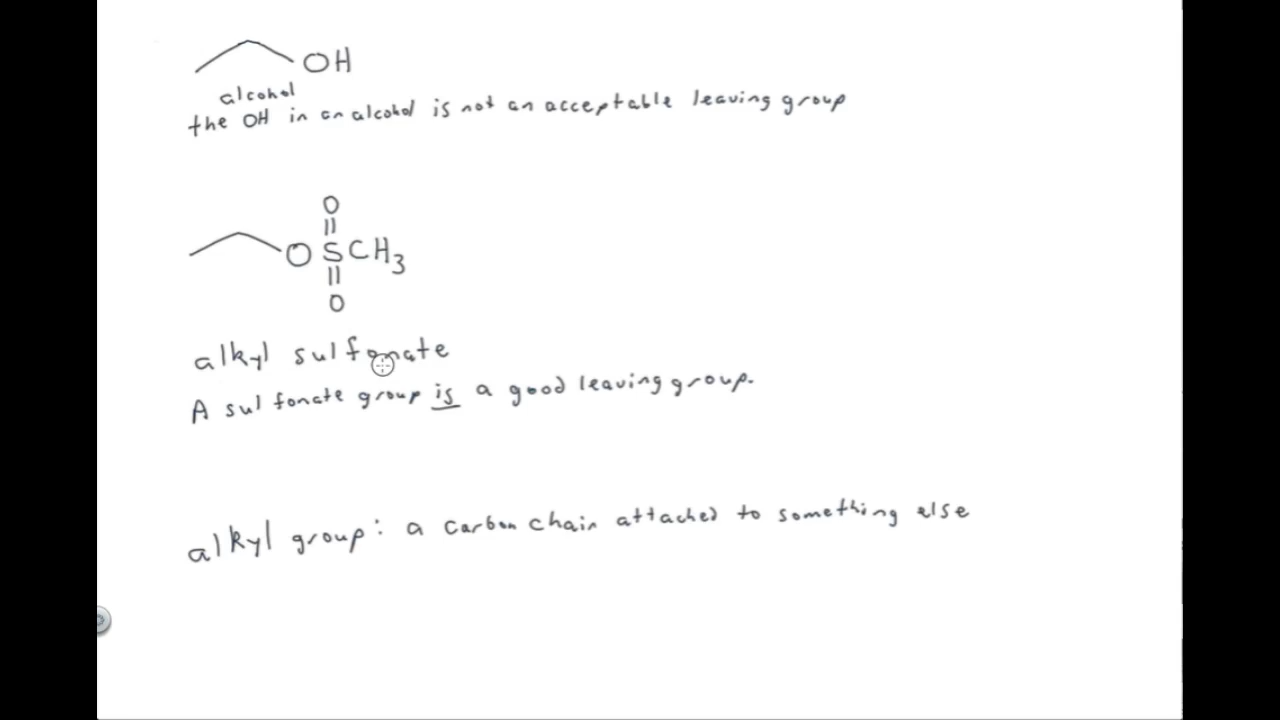 OH
alcohol
the OH in an alcohol is not an acceptable leaving group
O
||
OSCH3
||
O
alkyl sulfonate
A sulfonate group is a good leaving group.
alkyl group: a carbon chain attached to something else